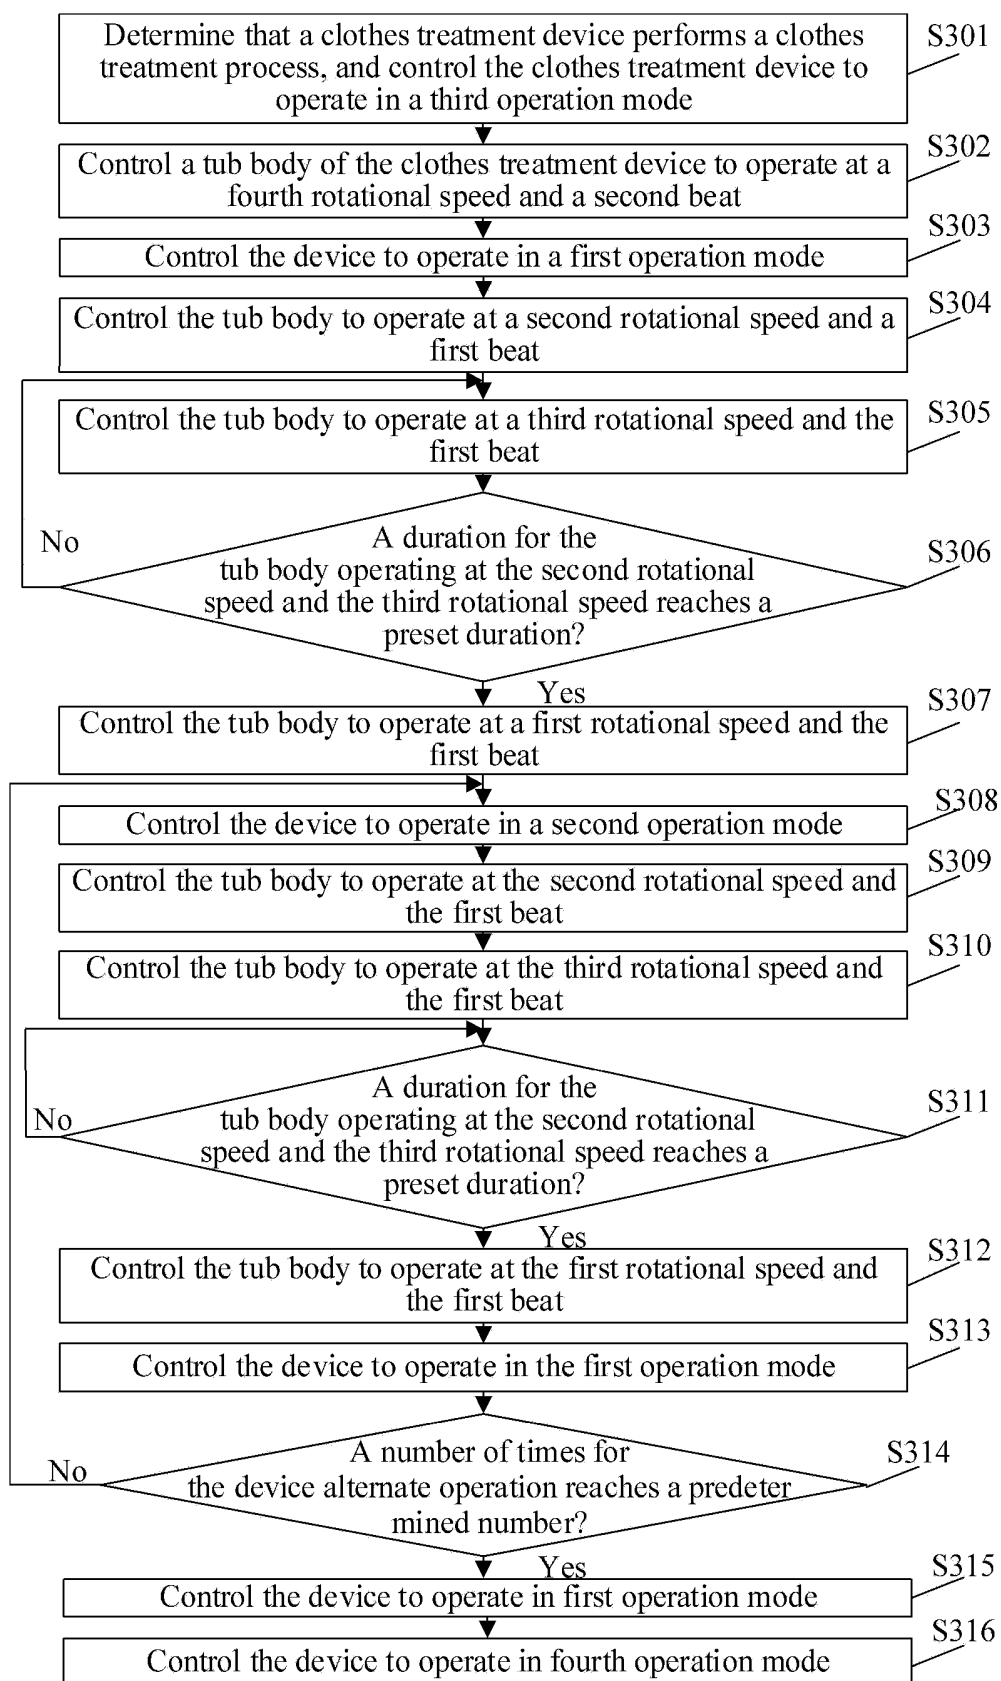 Determine that a clothes treatment device performs a clothes
treatment process, and control the clothes treatment device to
operate in a third operation mode
S301
Control a tub body of the clothes treatment device to operate at a
fourth rotational speed and a second beat
S302
Control the device to operate in a first operation mode
S303
Control the tub body to operate at a second rotational speed and a
first beat
S304
Control the tub body to operate at a third rotational speed and the
first beat
S305
A duration for the
tub body operating at the second rotational
speed and the third rotational speed reaches a
preset duration?
S306
No
Yes
Control the tub body to operate at a first rotational speed and the
first beat
S307
Control the device to operate in a second operation mode
S308
Control the tub body to operate at the second rotational speed and
the first beat
S309
Control the tub body to operate at the third rotational speed and
the first beat
S310
A duration for the
tub body operating at the second rotational
speed and the third rotational speed reaches a
preset duration?
S311
No
Yes
Control the tub body to operate at the first rotational speed and
the first beat
S312
Control the device to operate in the first operation mode
S313
A number of times for
the device alternate operation reaches a predeter
mined number?
S314
No
Yes
Control the device to operate in first operation mode
S315
Control the device to operate in fourth operation mode
S316